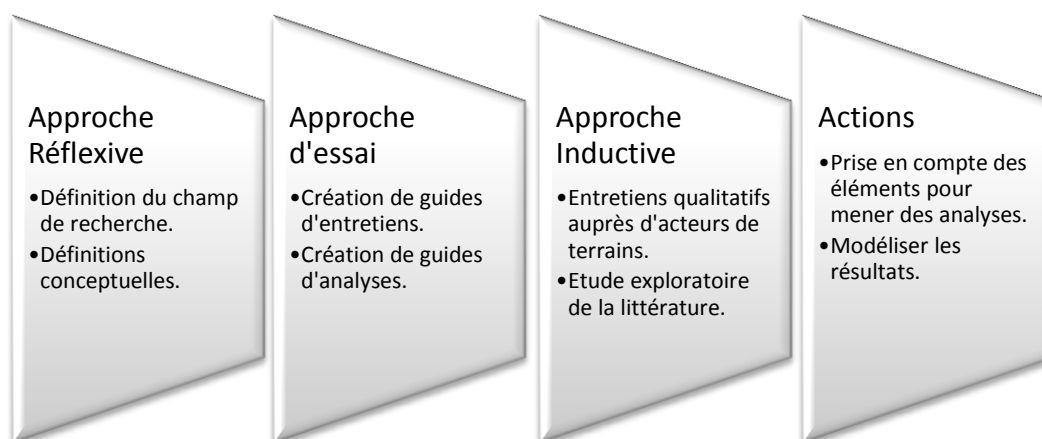 Approche
Réflexive
•Définition du champ
de recherche.
•Définitions
conceptuelles.
Approche
d'essai
•Création de guides
d'entretiens.
•Création de guides
d'analyses.
Approche
Inductive
•Entretiens qualitatifs
auprès d'acteurs de
terrains.
•Etude exploratoire
de la littérature.
Actions
•Prise en compte des
éléments pour
mener des analyses.
•Modéliser les
résultats.